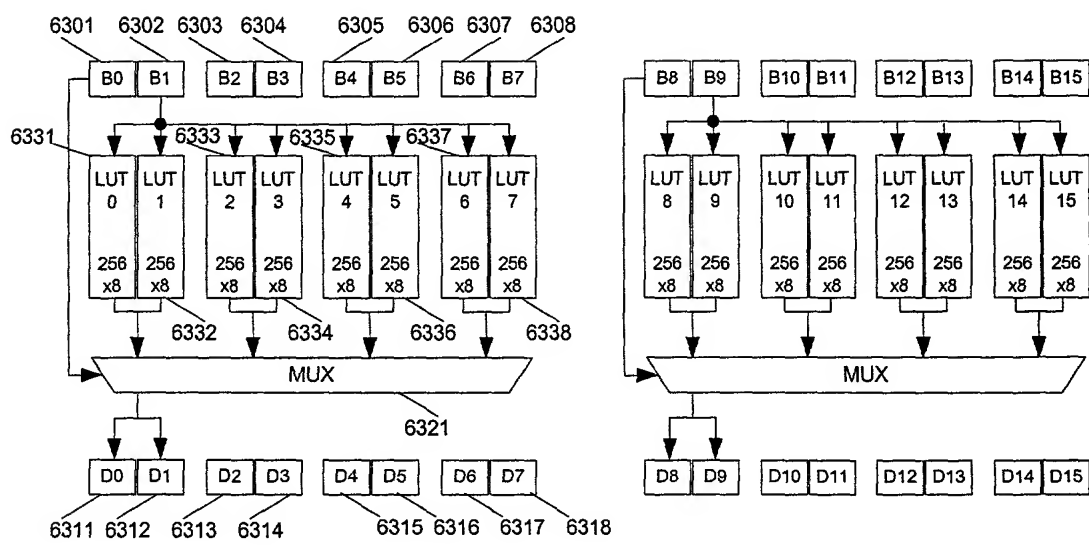 6301 6302 6303 6304 6305 6306 6307 6308
B0 B1 B2 B3 B4 B5 B6 B7 B8 B9 B10 B11 B12 B13 B14 B15
6331 6333 6335 6337
LUT LUT LUT LUT LUT LUT LUT LUT LUT LUT LUT LUT LUT LUT LUT LUT
0 1 2 3 4 5 6 7 8 9 10 11 12 13 14 15
256 256 256 256 256 256 256 256 256 256 256 256 256 256 256 256
x8 x8 x8 x8 x8 x8 x8 x8 x8 x8 x8 x8 x8 x8 x8 x8
6332 6334 6336 6338
MUX MUX
6321
D0 D1 D2 D3 D4 D5 D6 D7 D8 D9 D10 D11 D12 D13 D14 D15
6311 6312 6313 6314 6315 6316 6317 6318